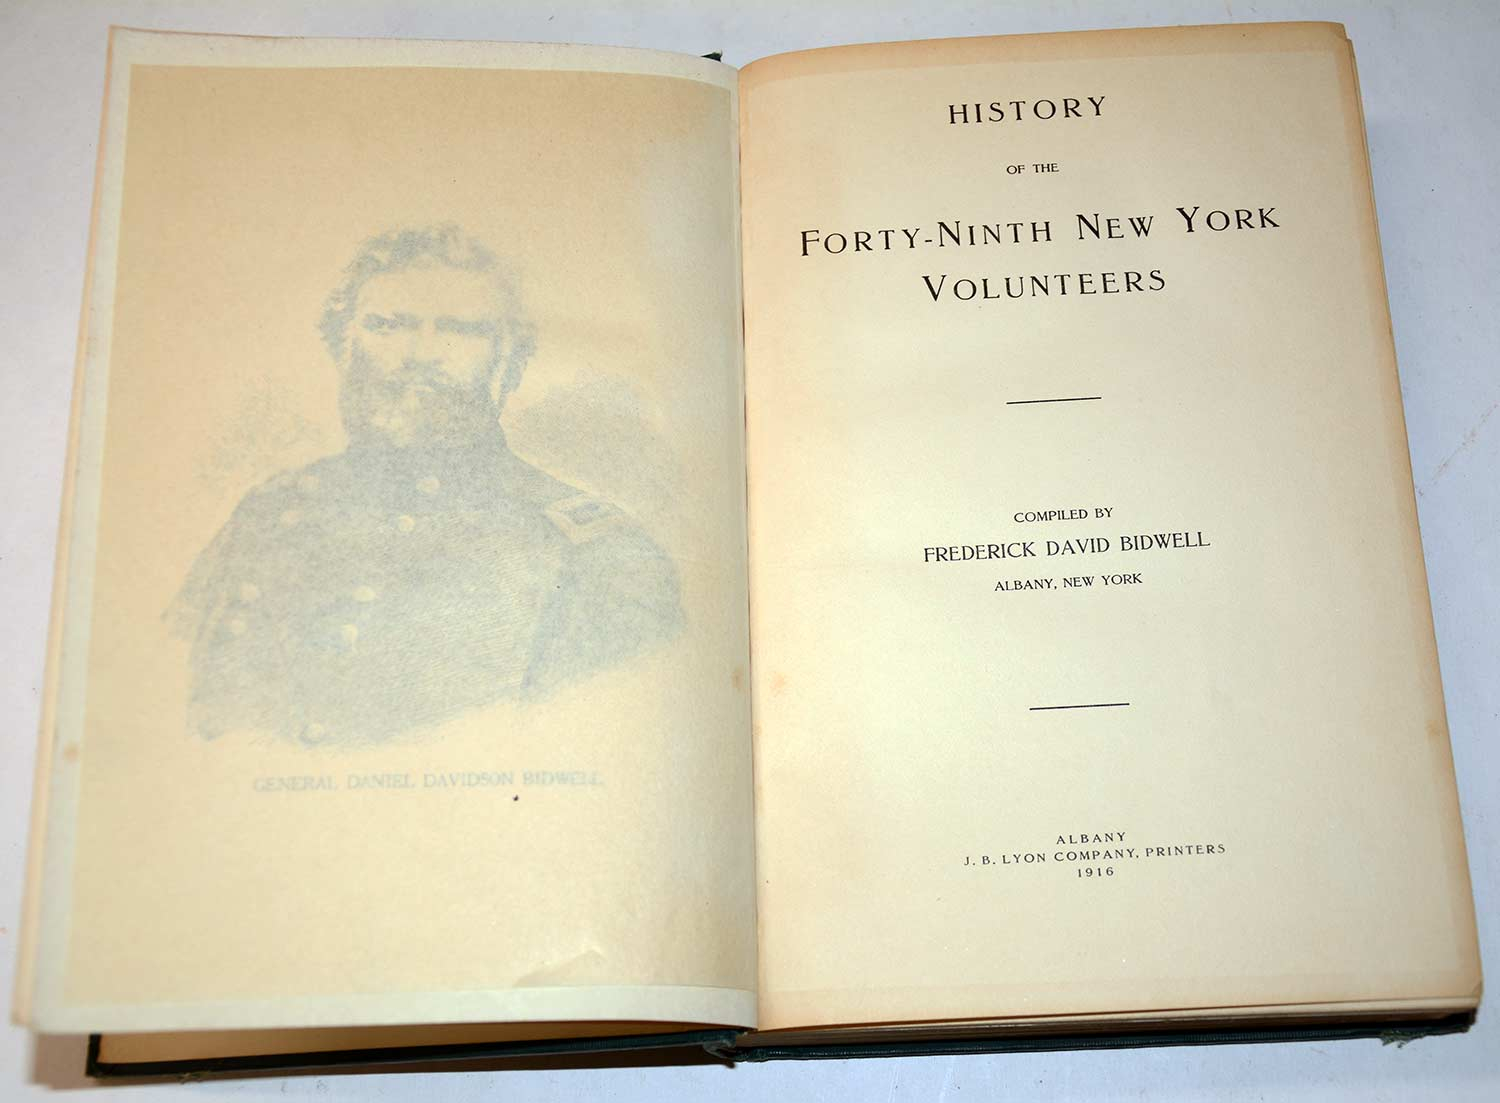 GENERAL DANIEL DAVIDSON BIDWELL
HISTORY
OF THE
FORTY-NINTH NEW YORK
VOLUNTEERS
COMPILED BY
FREDERICK DAVID BIDWELL
ALBANY, NEW YORK
ALBANY
J. B. LYON COMPANY, PRINTERS
1916